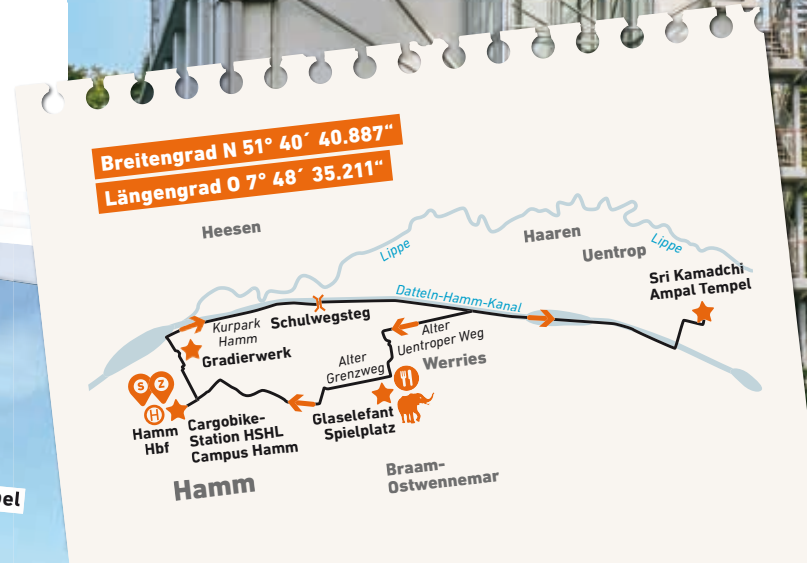 Breitengrad N 51° 40´ 40.887“
Längengrad O 7° 48´ 35.211“
Heesen
Lippe
Haaren
Uentrop
Lippe
Sri Kamadchi
Ampal Tempel
Datteln-Hamm-Kanal
Kurpark
Hamm
Schulwegsteg
Gradierwerk
Alter
Uentroper Weg
Werries
Alter
Grenzweg
S
Z
H
Hamm
Hbf
Cargobike-
Station HSHL
Campus Hamm
Glaselefant
Spielplatz
Hamm
Braam-
Ostwennemar